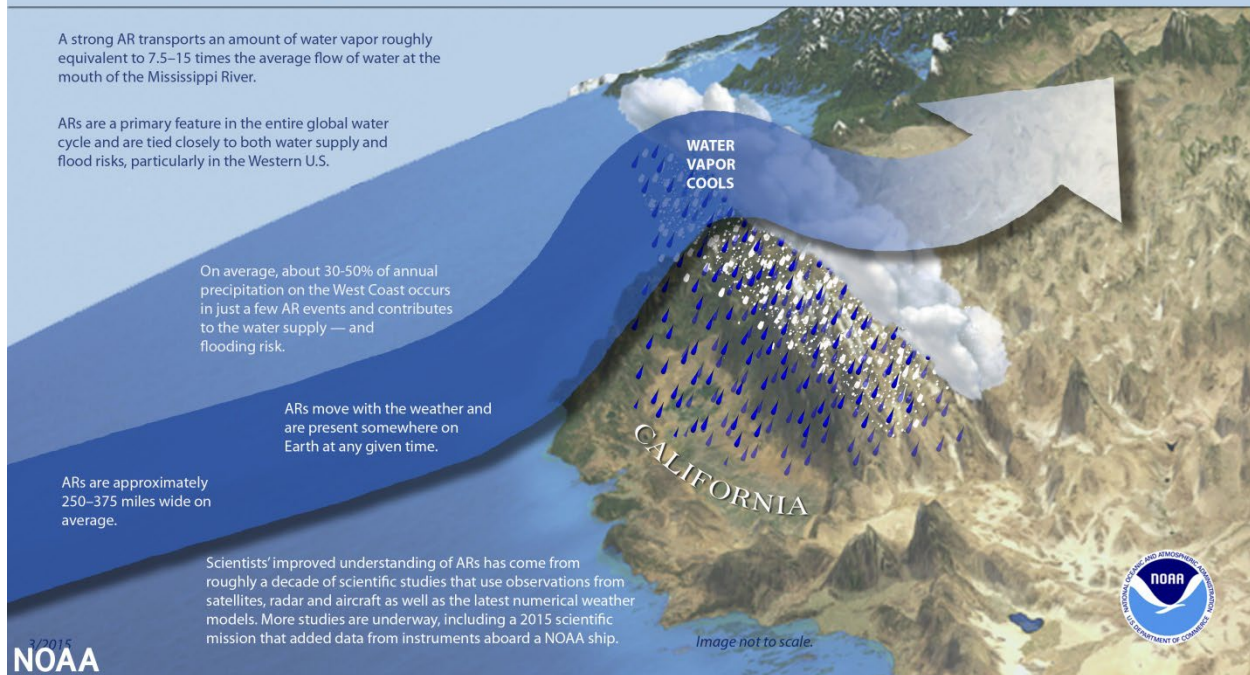 A strong AR transports an amount of water vapor roughly
equivalent to 7.5–15 times the average flow of water at the
mouth of the Mississippi River.
ARs are a primary feature in the entire global water
cycle and are tied closely to both water supply and
flood risks, particularly in the Western U.S.
WATER
VAPOR
COOLS
On average, about 30-50% of annual
precipitation on the West Coast occurs
in just a few AR events and contributes
to the water supply — and
flooding risk.
ARs move with the weather and
are present somewhere on
Earth at any given time.
CALIFORNIA
ARs are approximately
250–375 miles wide on
average.
Scientists' improved understanding of ARs has come from
roughly a decade of scientific studies that use observations from
satellites, radar and aircraft as well as the latest numerical weather
models. More studies are underway, including a 2015 scientific
mission that added data from instruments aboard a NOAA ship.
Image not to scale.
3/2015
NOAA
NATIONAL OCEANIC AND ATMOSPHERIC ADMINISTRATION
NOAA
U.S. DEPARTMENT OF COMMERCE